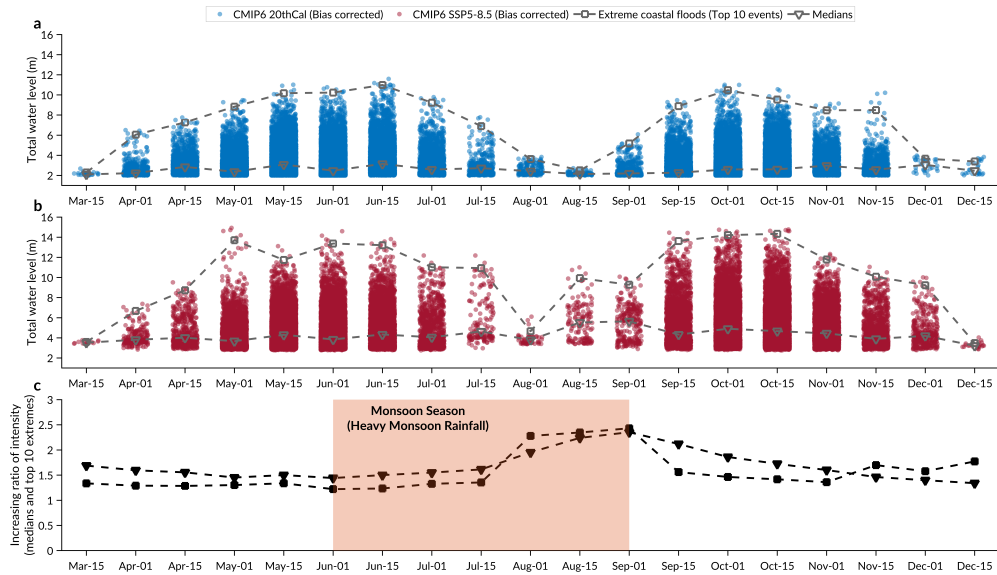 CMIP6 20thCal (Bias corrected) CMIP6 SSP5-8.5 (Bias corrected) Extreme coastal floods (Top 10 events) Medians
a
Total water level (m)
16
14
12
10
8
6
4
2
Mar-15 Apr-01 Apr-15 May-01 May-15 Jun-01 Jun-15 Jul-01 Jul-15 Aug-01 Aug-15 Sep-01 Sep-15 Oct-01 Oct-15 Nov-01 Nov-15 Dec-01 Dec-15
b
Total water level (m)
16
14
12
10
8
6
4
2
Mar-15 Apr-01 Apr-15 May-01 May-15 Jun-01 Jun-15 Jul-01 Jul-15 Aug-01 Aug-15 Sep-01 Sep-15 Oct-01 Oct-15 Nov-01 Nov-15 Dec-01 Dec-15
c
Increasing ratio of intensity
(medians and top 10 extremes)
3
2.5
2
1.5
1
0.5
0
Monsoon Season
(Heavy Monsoon Rainfall)
Mar-15 Apr-01 Apr-15 May-01 May-15 Jun-01 Jun-15 Jul-01 Jul-15 Aug-01 Aug-15 Sep-01 Sep-15 Oct-01 Oct-15 Nov-01 Nov-15 Dec-01 Dec-15